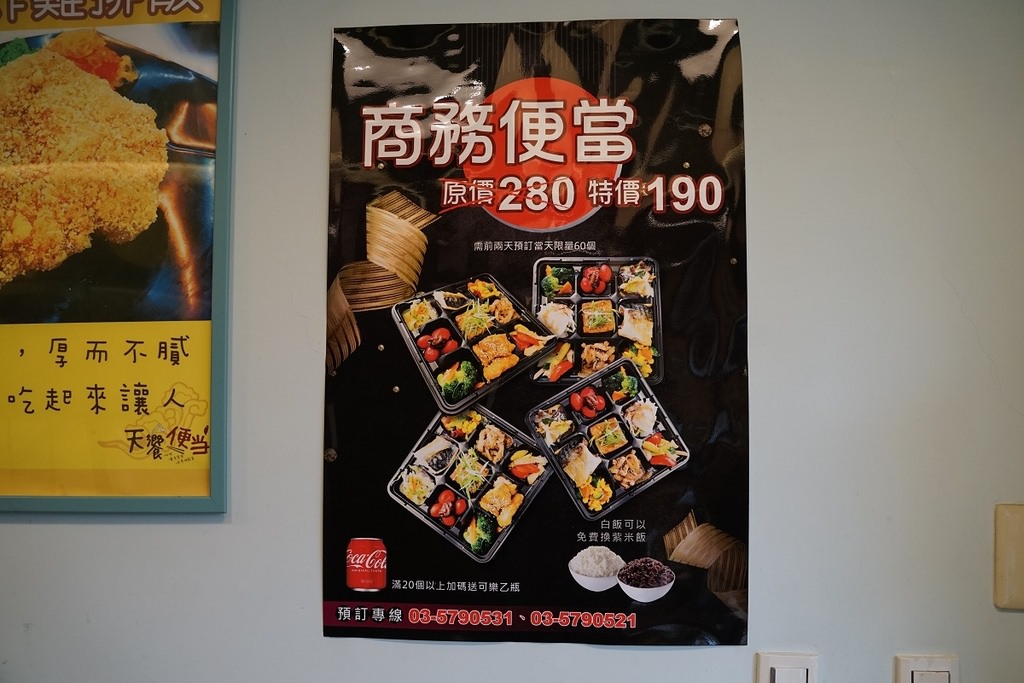 ，厚而不膩
吃起來讓人
天饗便当
商務便當
原價280 特價190
需前兩天預訂當天限量60個
白飯可以
免費換紫米飯
Coca-Cola
滿20個以上加碼送可樂乙瓶
預訂專線 03-5790531、03-5790521